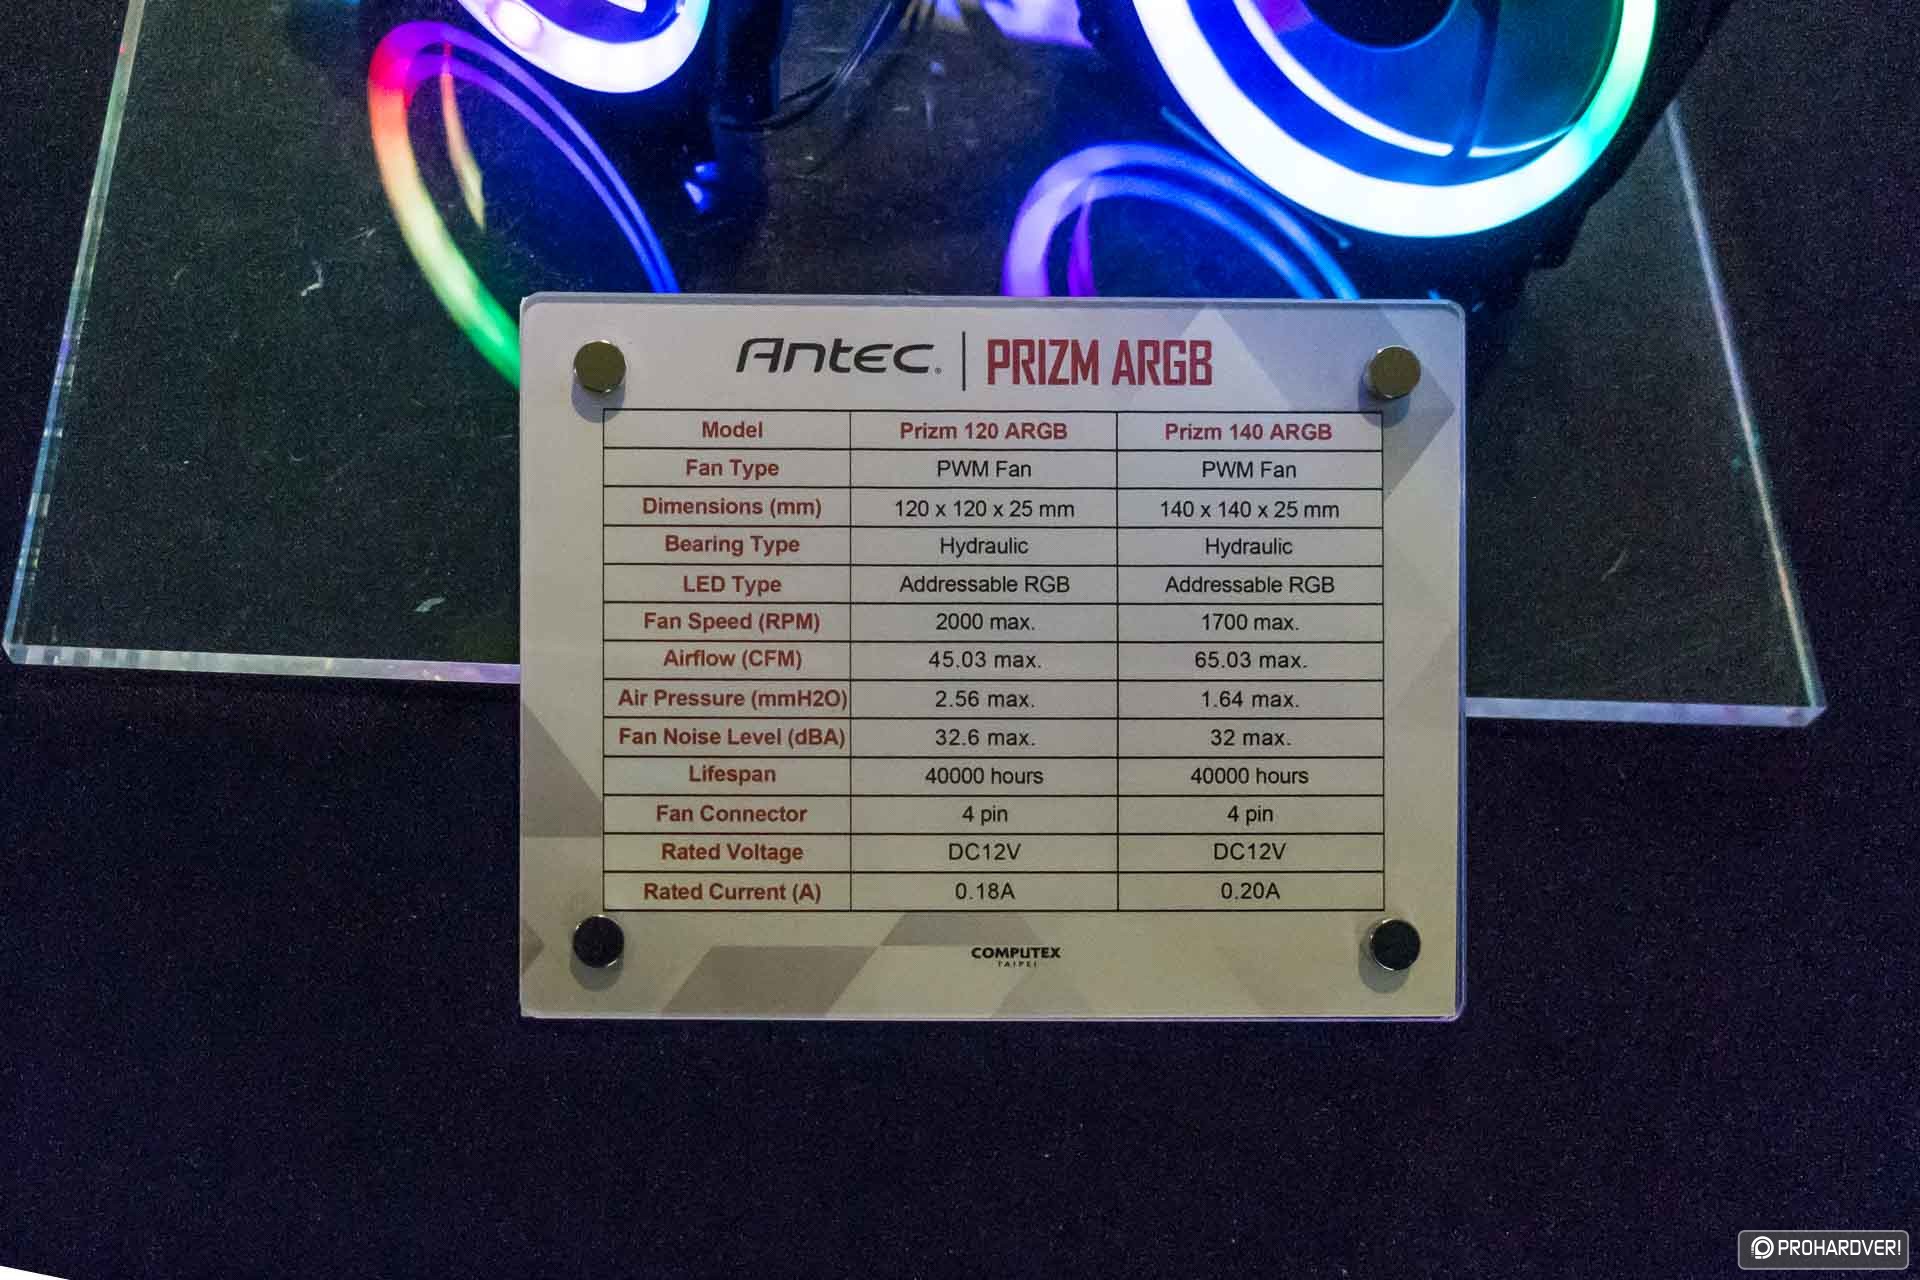 Antec® | PRIZM ARGB
Model Prizm 120 ARGB Prizm 140 ARGB
Fan Type PWM Fan PWM Fan
Dimensions (mm) 120 x 120 x 25 mm 140 x 140 x 25 mm
Bearing Type Hydraulic Hydraulic
LED Type Addressable RGB Addressable RGB
Fan Speed (RPM) 2000 max. 1700 max.
Airflow (CFM) 45.03 max. 65.03 max.
Air Pressure (mmH2O) 2.56 max. 1.64 max.
Fan Noise Level (dBA) 32.6 max. 32 max.
Lifespan 40000 hours 40000 hours
Fan Connector 4 pin 4 pin
Rated Voltage DC12V DC12V
Rated Current (A) 0.18A 0.20A
COMPUTEX
TAIPEI
PROHARDVER!